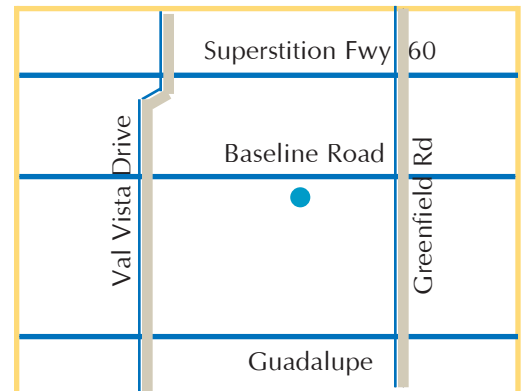 Superstition Fwy 60
Val Vista Drive
Baseline Road
Greenfield Rd
Guadalupe